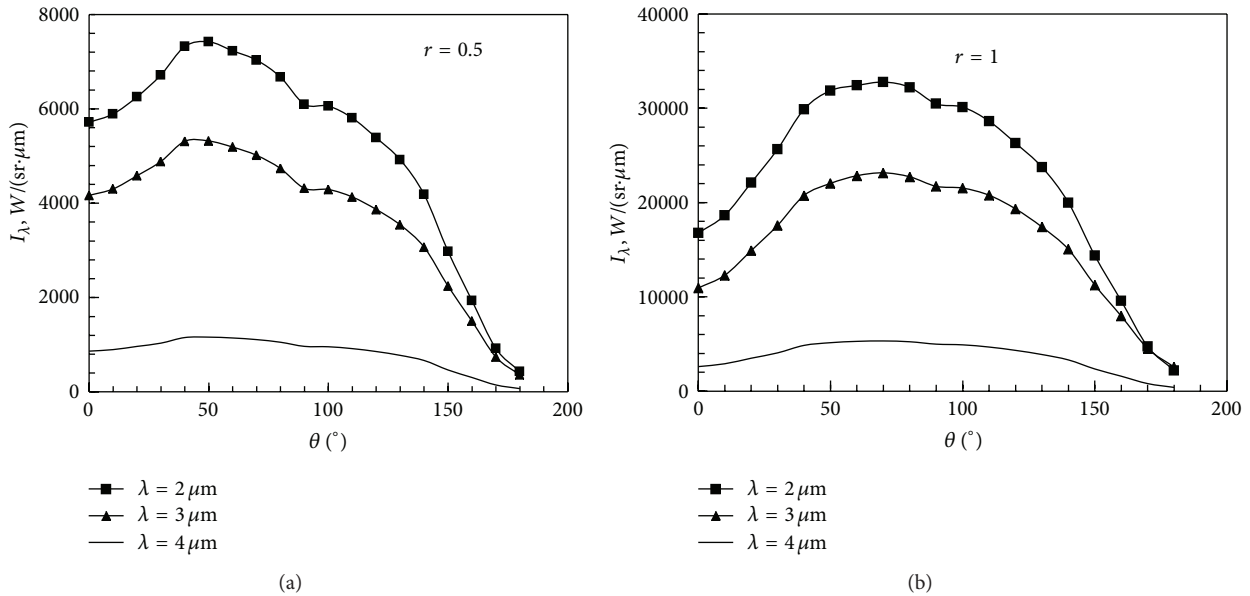 8000
6000
4000
2000
0
I_λ, W/(sr·μm)
r = 0.5
0 50 100 150 200
θ (°)
λ = 2 μm
λ = 3 μm
λ = 4 μm
(a)
40000
30000
20000
10000
0
I_λ, W/(sr·μm)
r = 1
0 50 100 150 200
θ (°)
λ = 2 μm
λ = 3 μm
λ = 4 μm
(b)